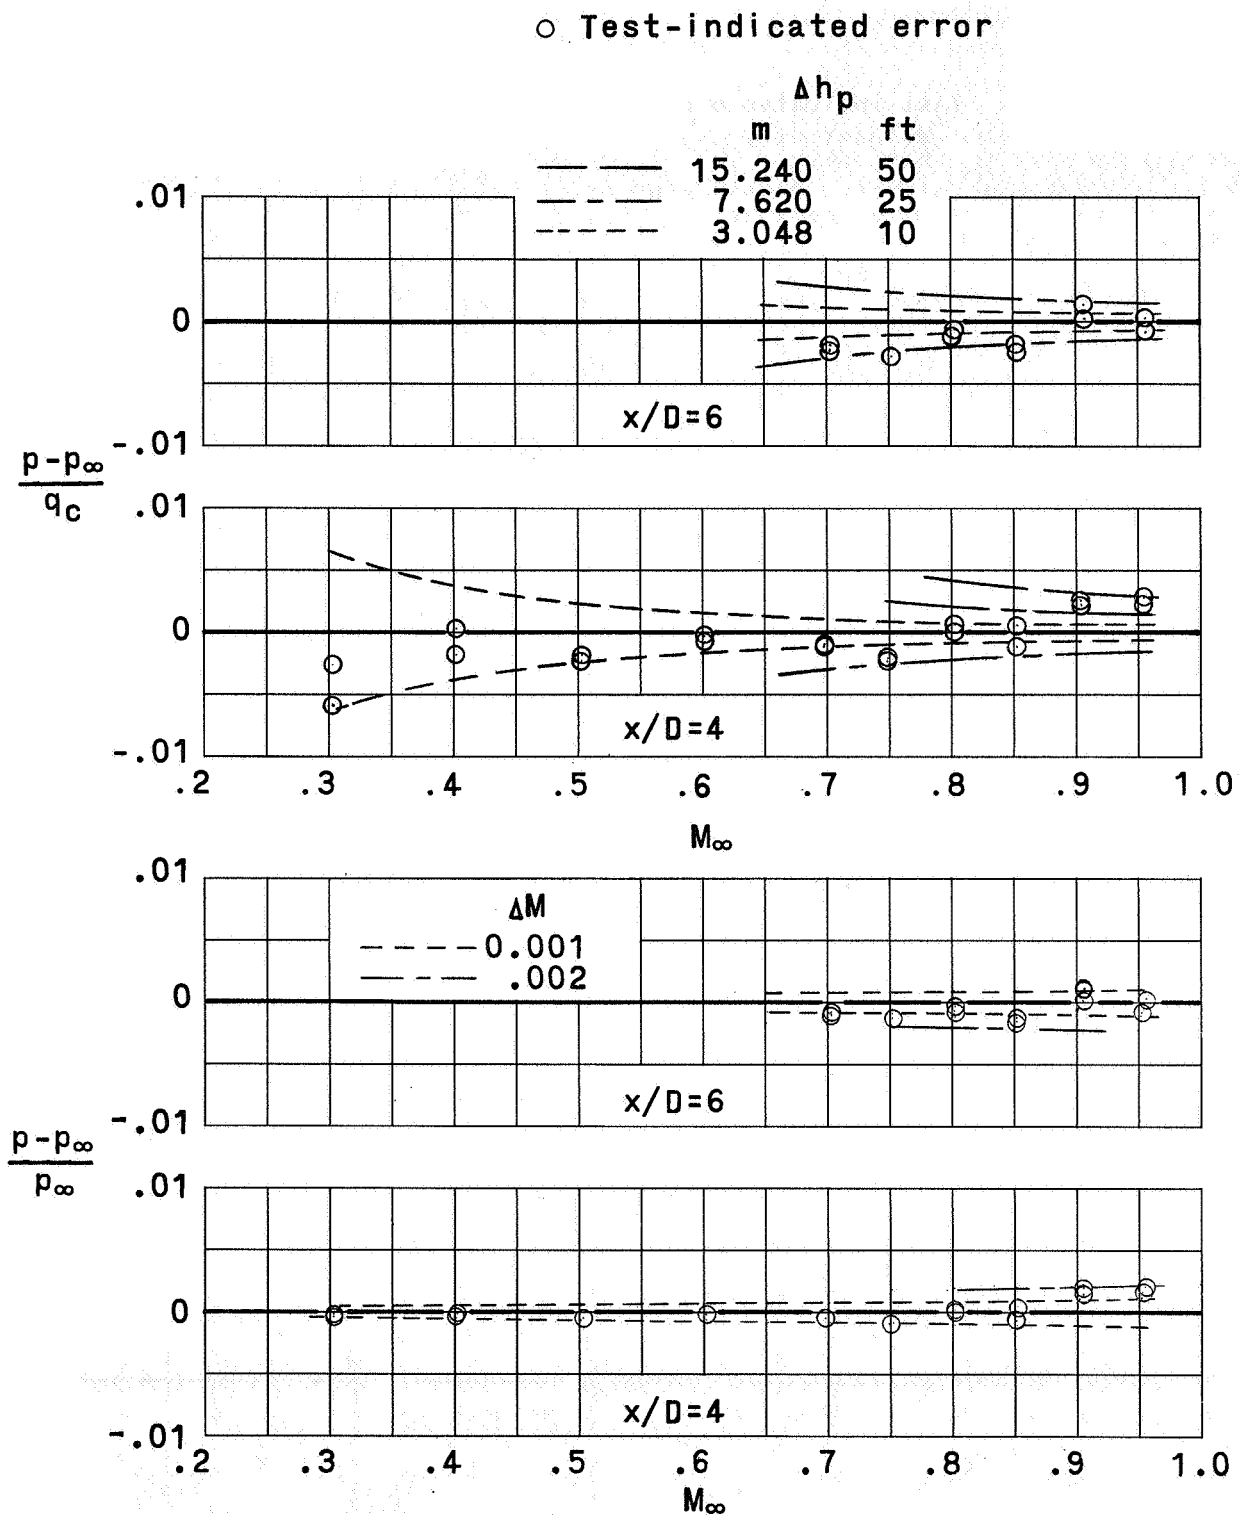 ○ Test-indicated error
Δhp
m ft
15.240 50
7.620 25
3.048 10
.01
0
-.01
x/D=6
p-p∞
qc
.01
0
-.01
x/D=4
.2 .3 .4 .5 .6 .7 .8 .9 1.0
M∞
.01
0
-.01
ΔM
0.001
.002
x/D=6
p-p∞
p∞
.01
0
-.01
x/D=4
.2 .3 .4 .5 .6 .7 .8 .9 1.0
M∞